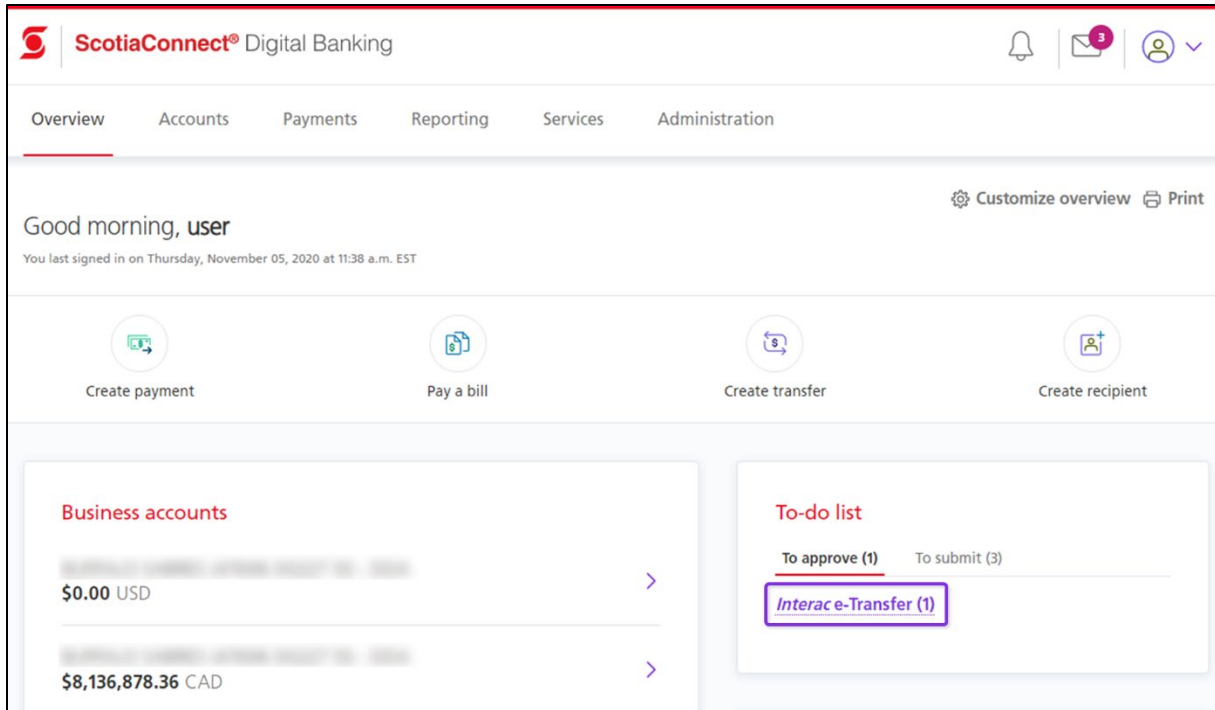 ScotiaConnect® Digital Banking
3
Overview Accounts Payments Reporting Services Administration
Customize overview Print
Good morning, user
You last signed in on Thursday, November 05, 2020 at 11:38 a.m. EST
Create payment Pay a bill Create transfer Create recipient
Business accounts
$0.00 USD
$8,136,878.36 CAD
To-do list
To approve (1) To submit (3)
Interac e-Transfer (1)